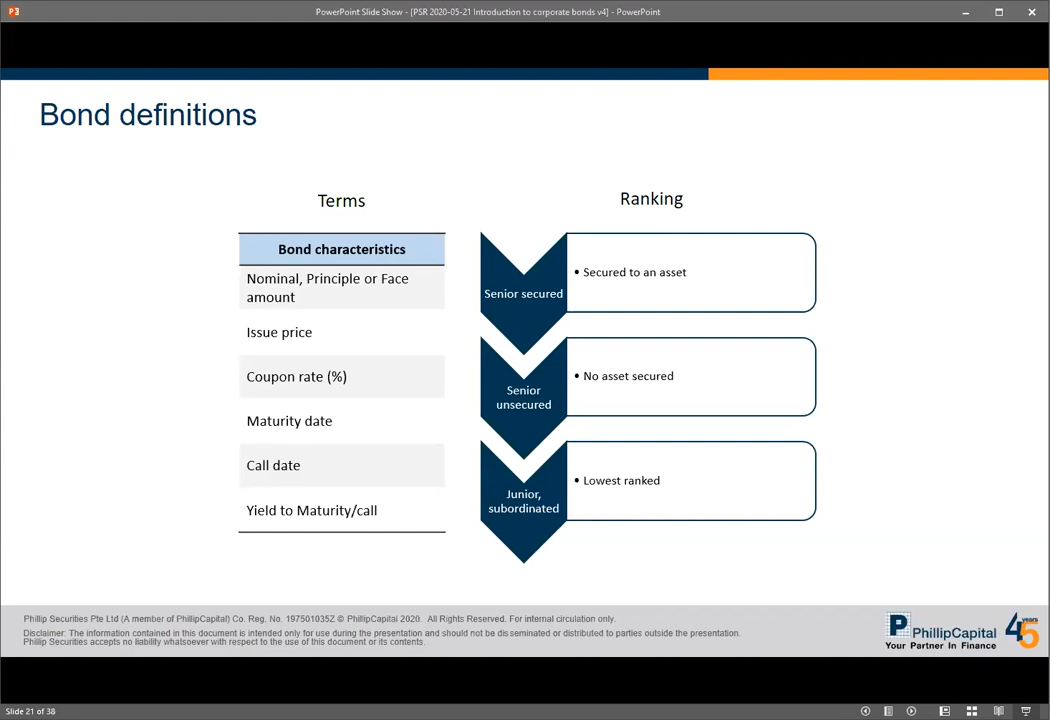 PowerPoint Slide Show - [PSR 2020-05-21 Introduction to corporate bonds v4] - PowerPoint
Bond definitions
Terms
Bond characteristics
Nominal, Principle or Face
amount
Issue price
Coupon rate (%)
Maturity date
Call date
Yield to Maturity/call
Ranking
Senior secured
• Secured to an asset
Senior
unsecured
• No asset secured
Junior,
subordinated
• Lowest ranked
Phillip Securities Pte Ltd (A member of PhillipCapital) Co. Reg. No. 197501035Z © PhillipCapital 2020. All Rights Reserved. For internal circulation only.
Disclaimer: The information contained in this document is intended only for use during the presentation and should not be disseminated or distributed to parties outside the presentation.
Phillip Securities accepts no liability whatsoever with respect to the use of this document or its contents.
P PhillipCapital
Your Partner In Finance
45 years
Slide 21 of 38